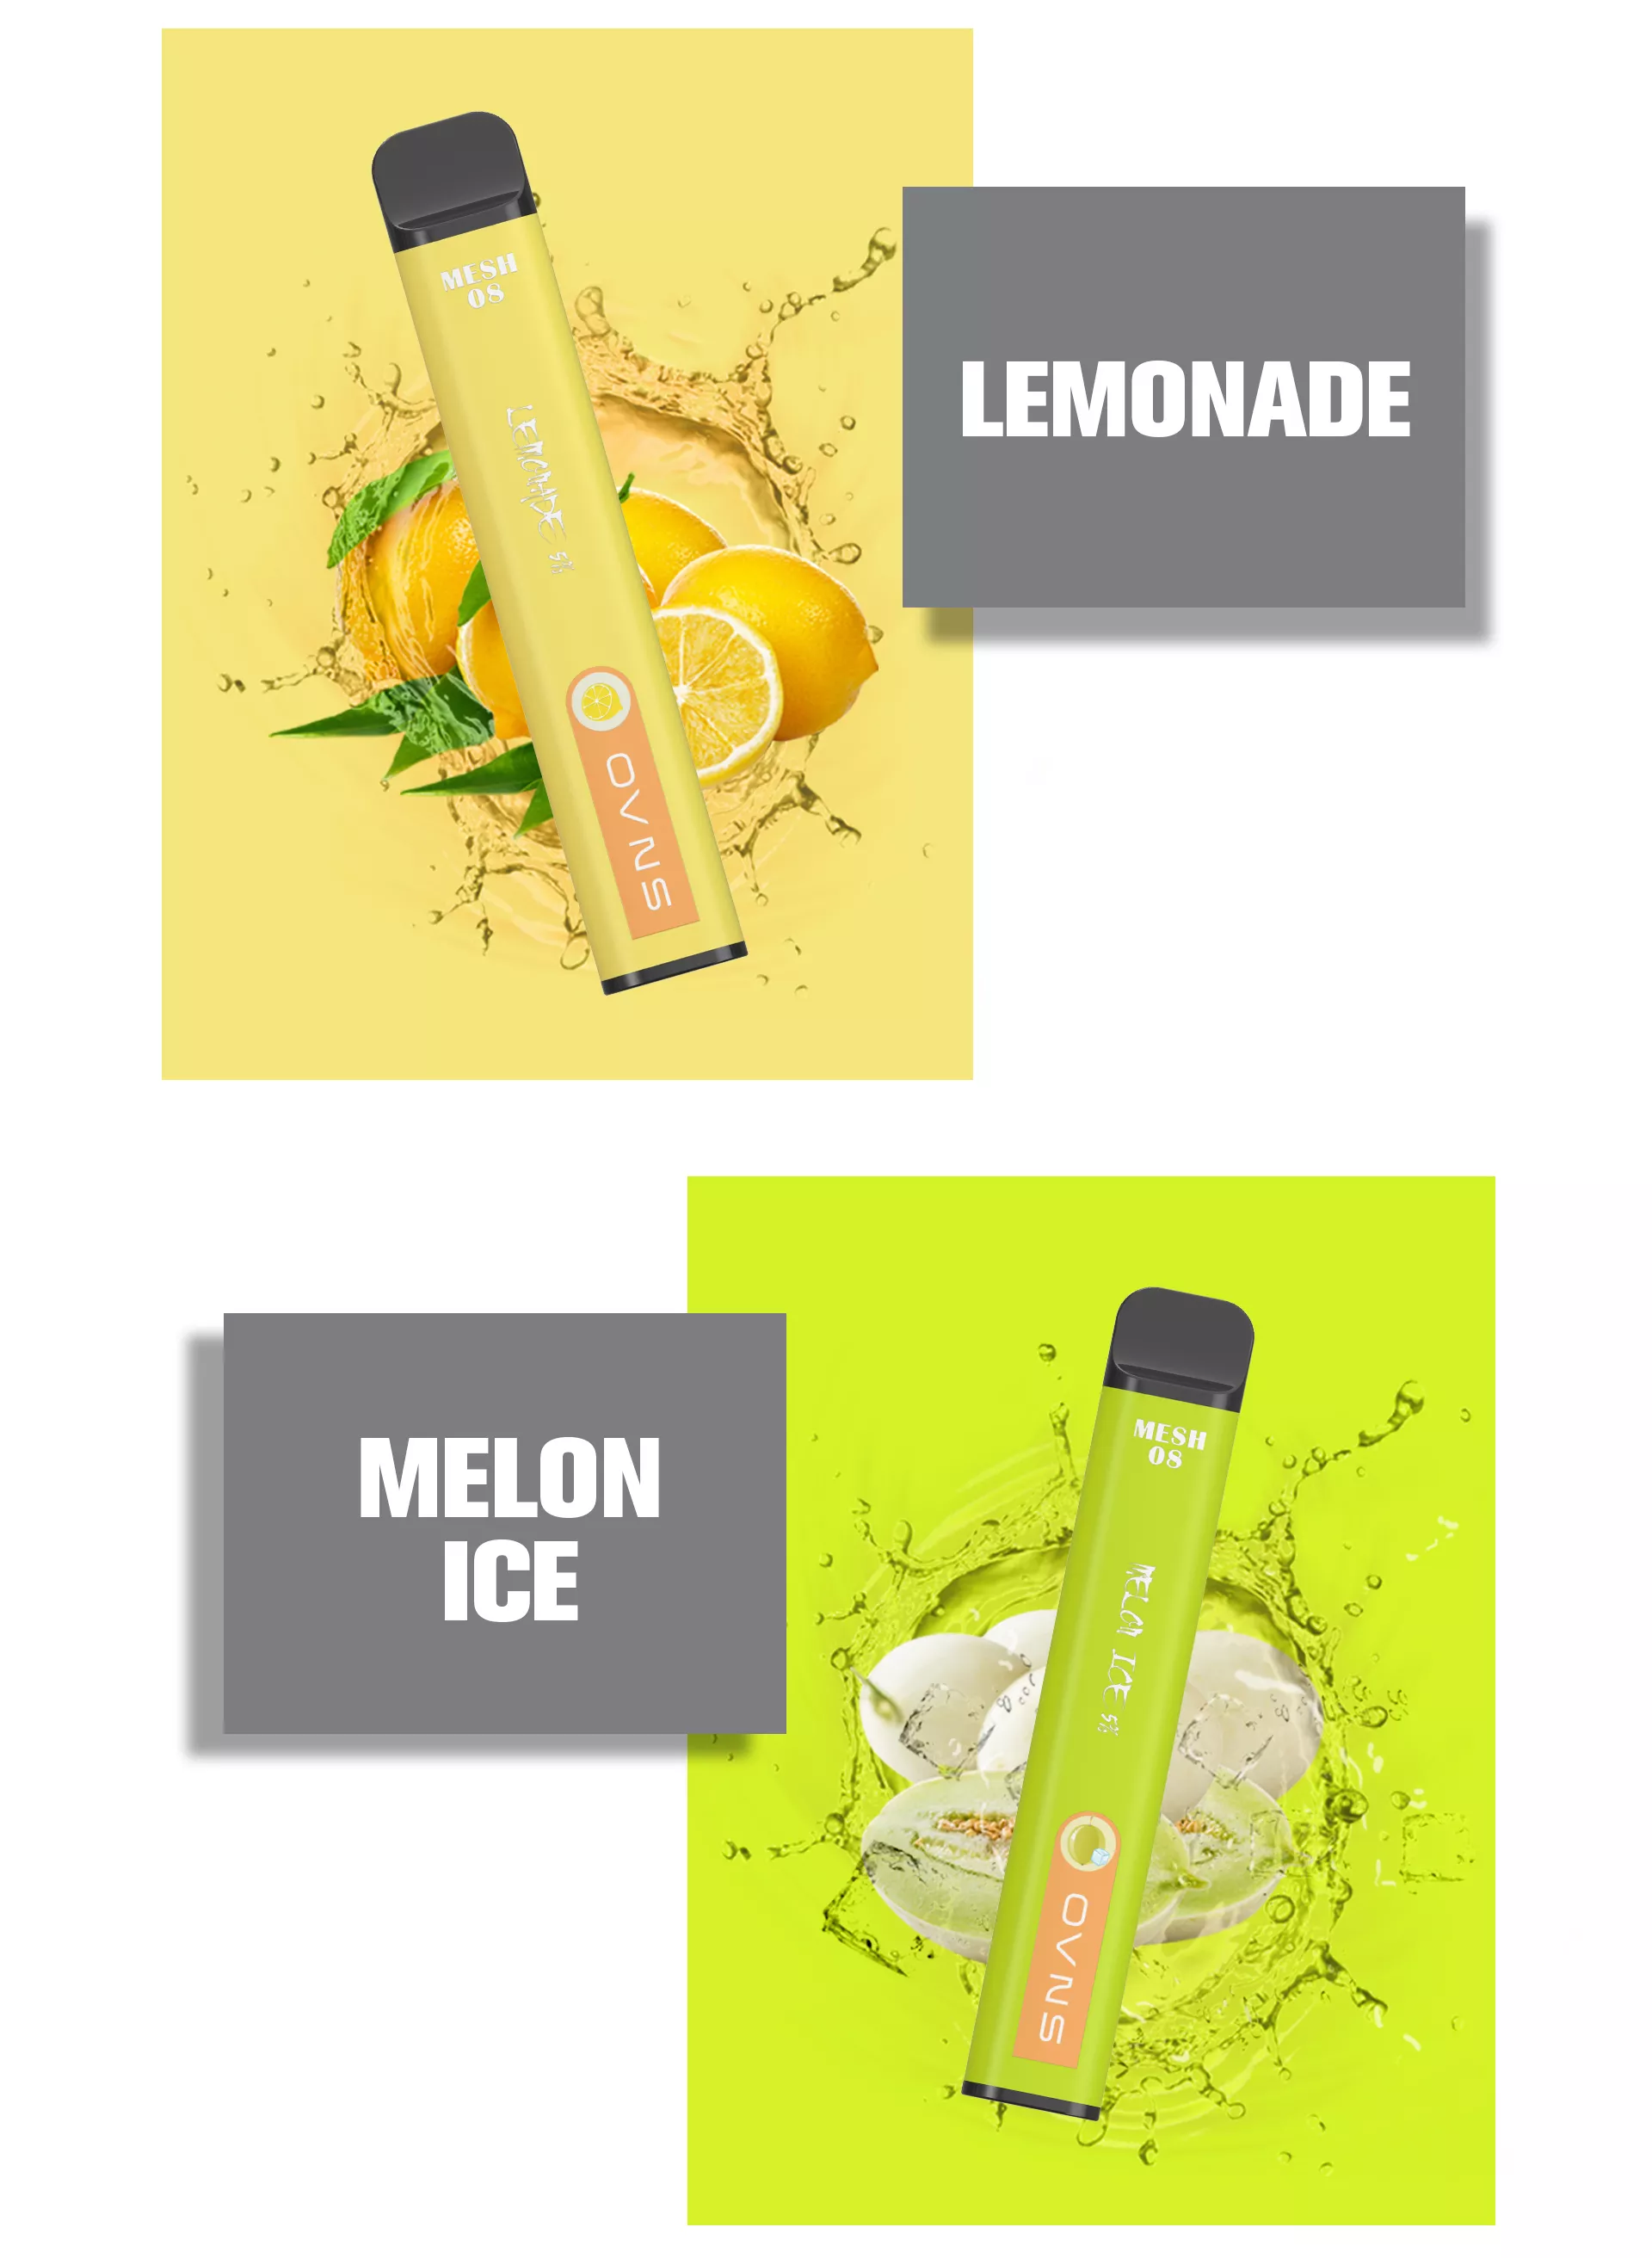 MESH
08
LEMONADE 5%
OVNS
LEMONADE
MELON
ICE
MESH
08
MELON ICE 5%
OVNS